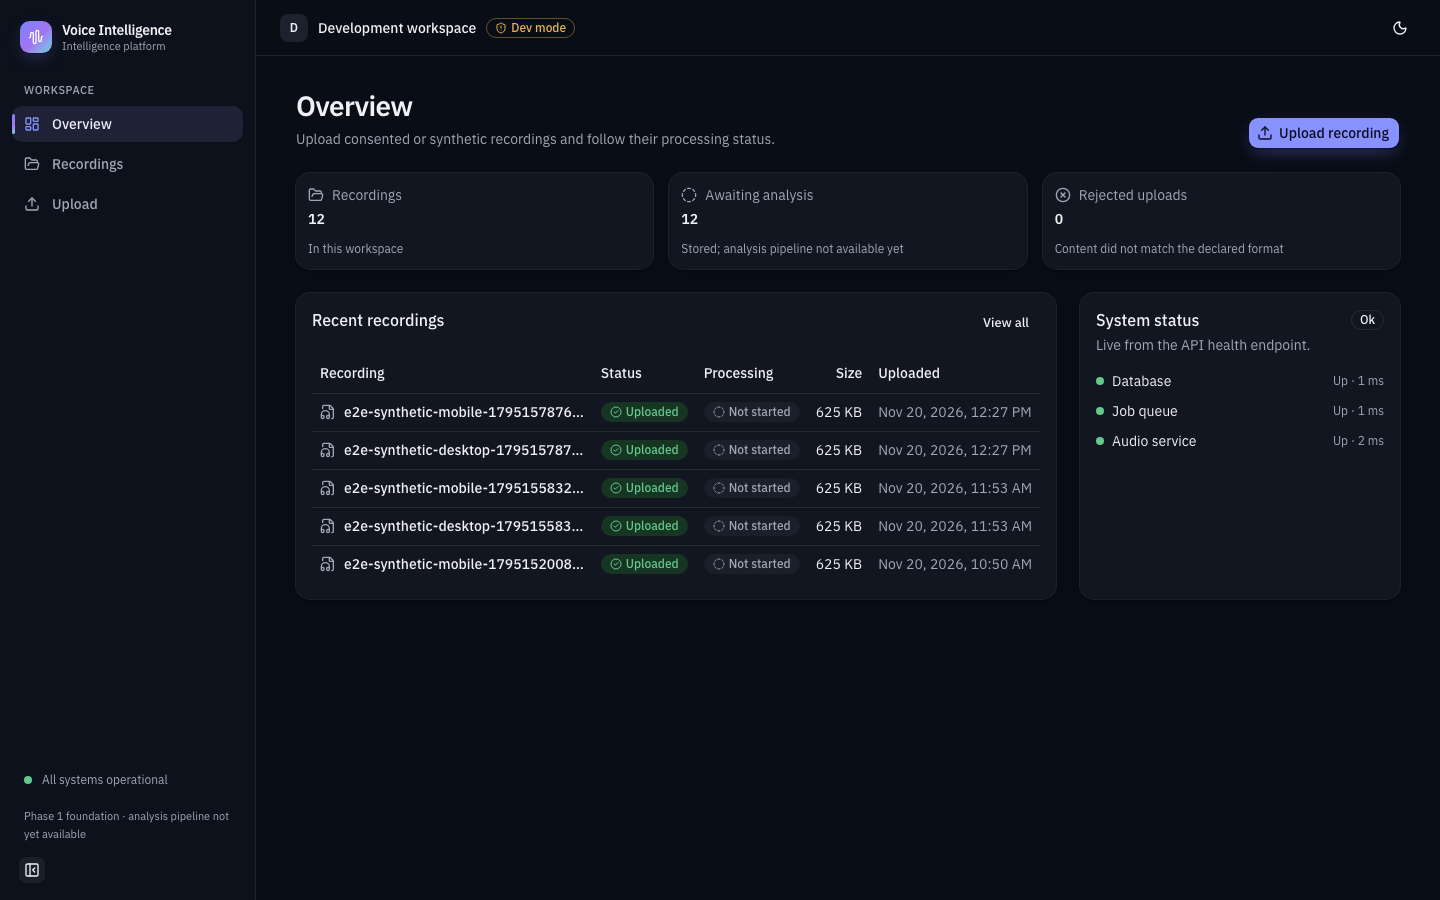 Voice Intelligence
Intelligence platform
WORKSPACE
Overview
Recordings
Upload
All systems operational
Phase 1 foundation · analysis pipeline not
yet available
D Development workspace Dev mode
Overview
Upload consented or synthetic recordings and follow their processing status.
Upload recording
Recordings
12
In this workspace
Awaiting analysis
12
Stored; analysis pipeline not available yet
Rejected uploads
0
Content did not match the declared format
Recent recordings View all
Recording Status Processing Size Uploaded
e2e-synthetic-mobile-1795157876... Uploaded Not started 625 KB Nov 20, 2026, 12:27 PM
e2e-synthetic-desktop-179515787... Uploaded Not started 625 KB Nov 20, 2026, 12:27 PM
e2e-synthetic-mobile-1795155832... Uploaded Not started 625 KB Nov 20, 2026, 11:53 AM
e2e-synthetic-desktop-179515583... Uploaded Not started 625 KB Nov 20, 2026, 11:53 AM
e2e-synthetic-mobile-1795152008... Uploaded Not started 625 KB Nov 20, 2026, 10:50 AM
System status Ok
Live from the API health endpoint.
Database Up · 1 ms
Job queue Up · 1 ms
Audio service Up · 2 ms